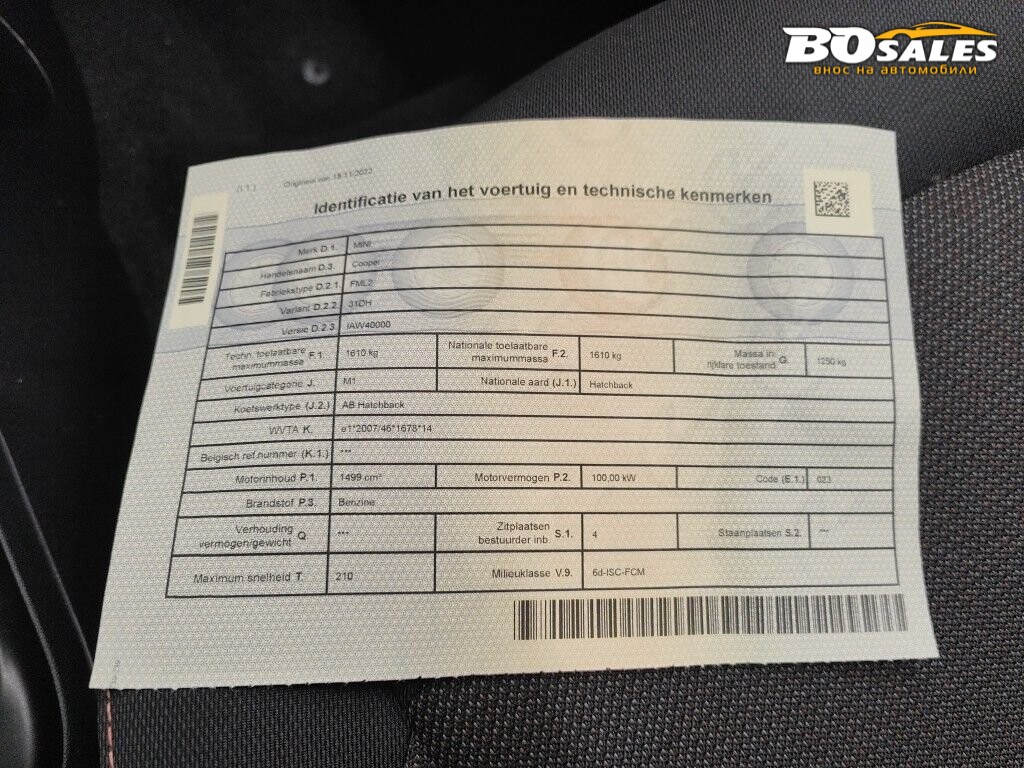 BO SALES
внос на автомобили
(I.1.) Origineel van 18/11/2022
Identificatie van het voertuig en technische kenmerken
Merk D.1. MINI
Handelsnaam D.3. Cooper
Fabriekstype D.2.1. FML2
Variant D.2.2. 31DH
Versie D.2.3. IAW40000
Techn. toelaatbare maximummassa F.1. 1610 kg Nationale toelaatbare maximummassa F.2. 1610 kg Massa in rijklare toestand G. 1250 kg
Voertuigcategorie J. M1 Nationale aard (J.1.) Hatchback
Koetswerktype (J.2.) AB Hatchback
WVTA K. e1*2007/46*1678*14
Belgisch ref.nummer (K.1.) ***
Motorinhoud P.1. 1499 cm³ Motorvermogen P.2. 100,00 kW Code (E.1.) 023
Brandstof P.3. Benzine
Verhouding vermogen/gewicht Q. *** Zitplaatsen bestuurder inb. S.1. 4 Staanplaatsen S.2. ***
Maximum snelheid T. 210 Milieuklasse V.9. 6d-ISC-FCM